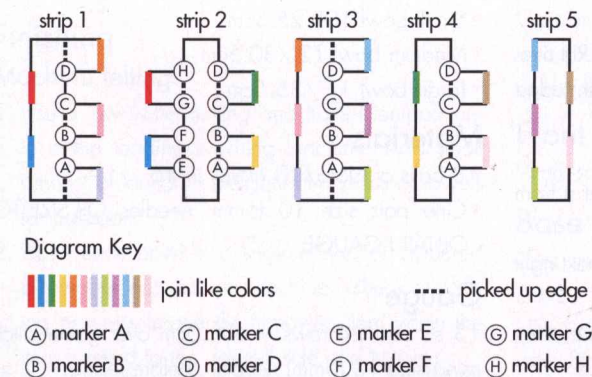 strip 1 strip 2 strip 3 strip 4 strip 5
D H D D D
C G C C C
B F B B B
A E A A A
Diagram Key
join like colors picked up edge
A marker A C marker C E marker E G marker G
B marker B D marker D F marker F H marker H